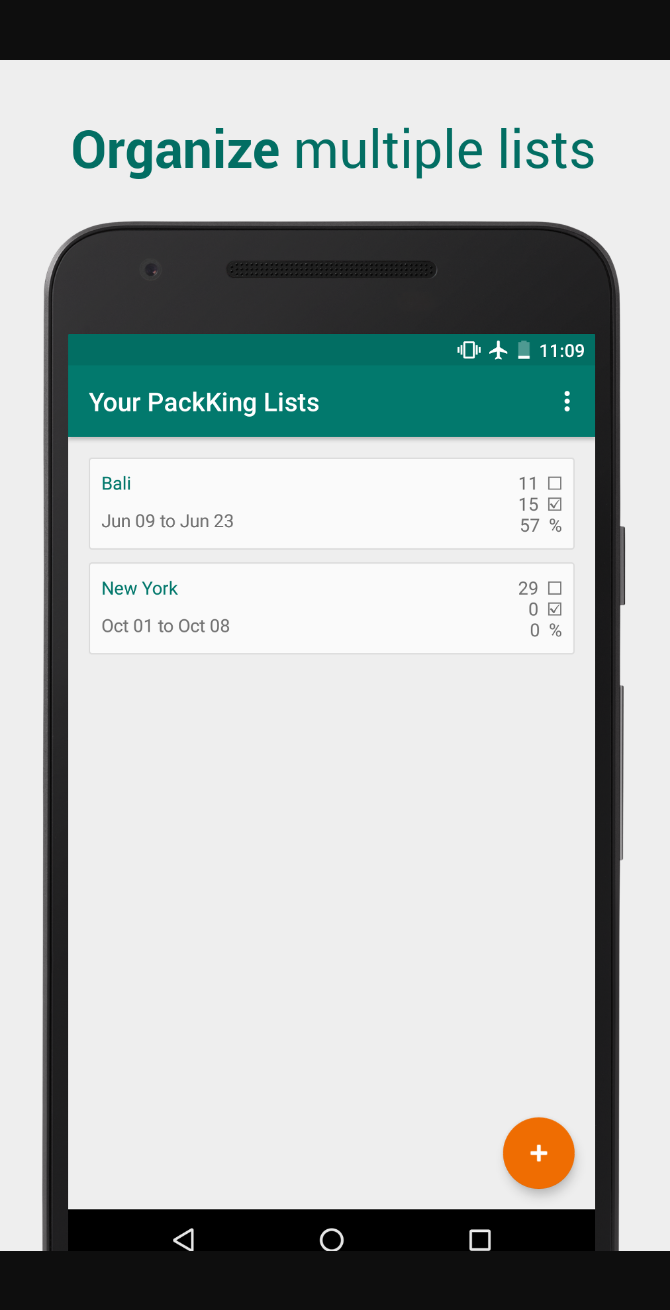 Organize multiple lists
11:09
Your PackKing Lists
Bali
11
15
Jun 09 to Jun 23
57 %
New York
29
0
Oct 01 to Oct 08
0 %
+